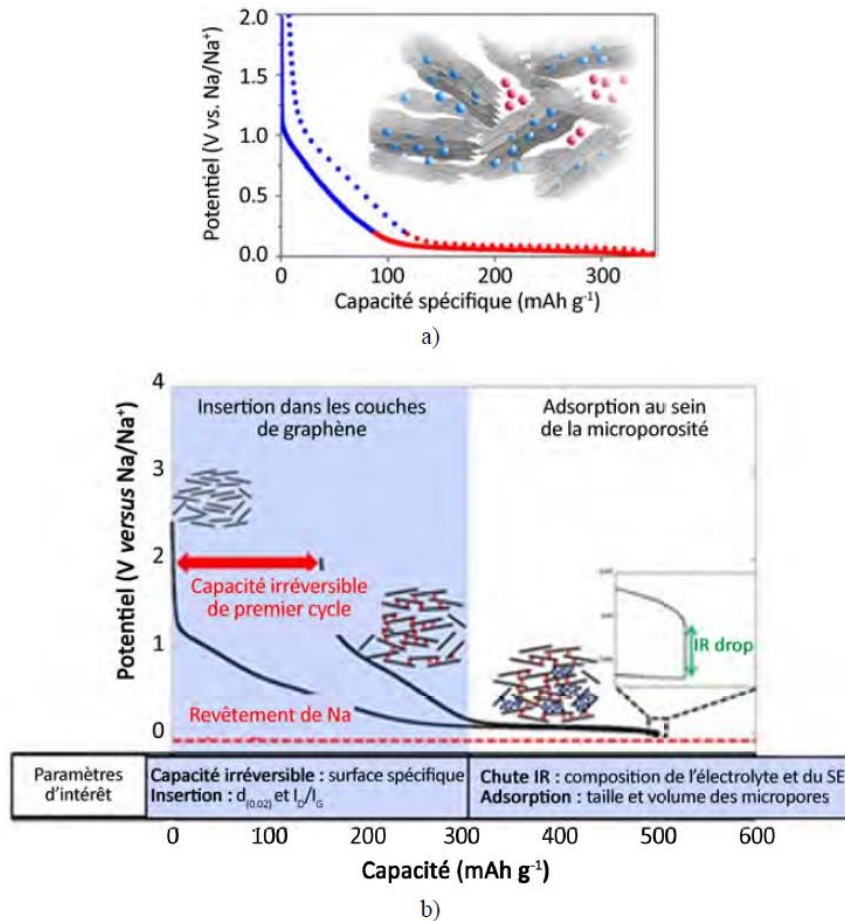 2.0
1.5
1.0
0.5
0.0
Potentiel (V vs. Na/Na⁺)
0 100 200 300
Capacité spécifique (mAh g⁻¹)
a)
4
3
2
1
0
Potentiel (V versus Na/Na⁺)
Insertion dans les couches
de graphène
Adsorption au sein
de la microporosité
Capacité irréversible
de premier cycle
IR drop
Revêtement de Na
Paramètres
d'intérêt
Capacité irréversible : surface spécifique
Insertion : d(0.02) et I_D/I_G
Chute IR : composition de l'électrolyte et du SE
Adsorption : taille et volume des micropores
0 100 200 300 400 500 600
Capacité (mAh g⁻¹)
b)